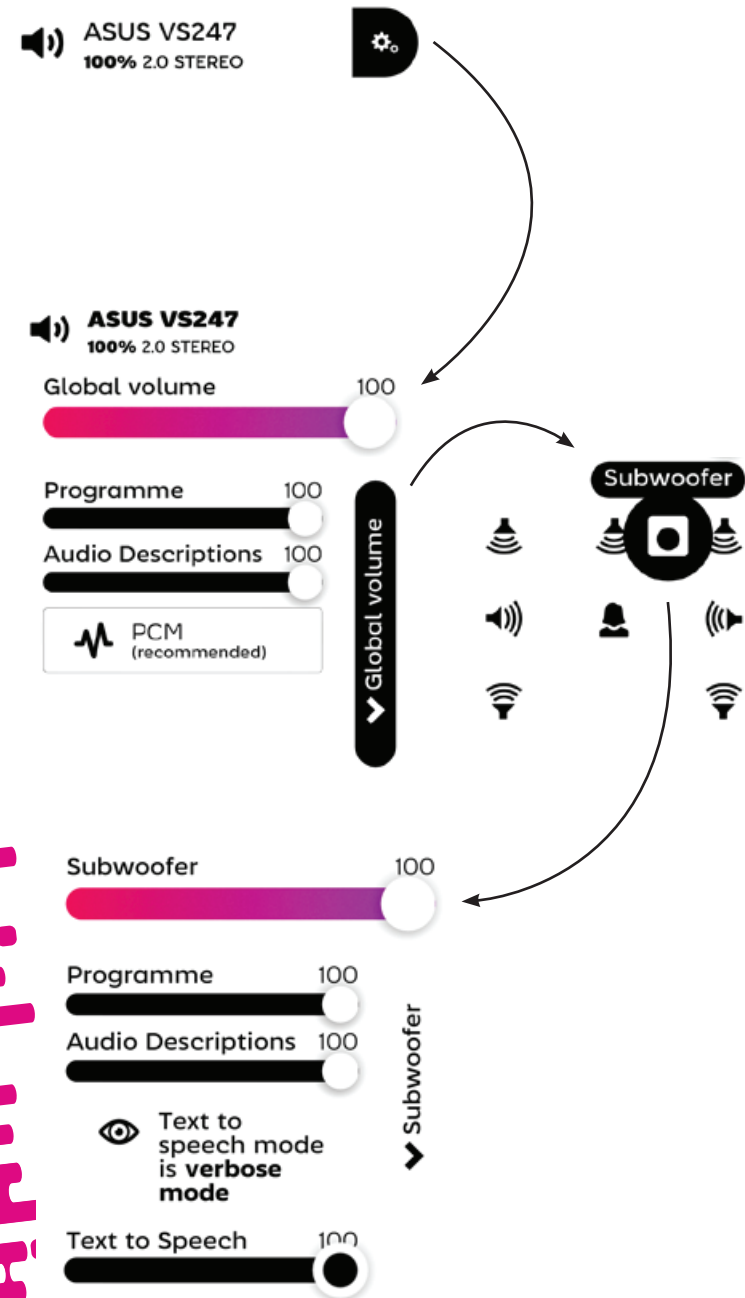 ASUS VS247
100% 2.0 STEREO
ASUS VS247
100% 2.0 STEREO
Global volume 100
Programme 100
Audio Descriptions 100
PCM
(recommended)
Global volume
Subwoofer
Subwoofer 100
Programme 100
Audio Descriptions 100
Text to
speech mode
is verbose
mode
Subwoofer
Text to Speech 100